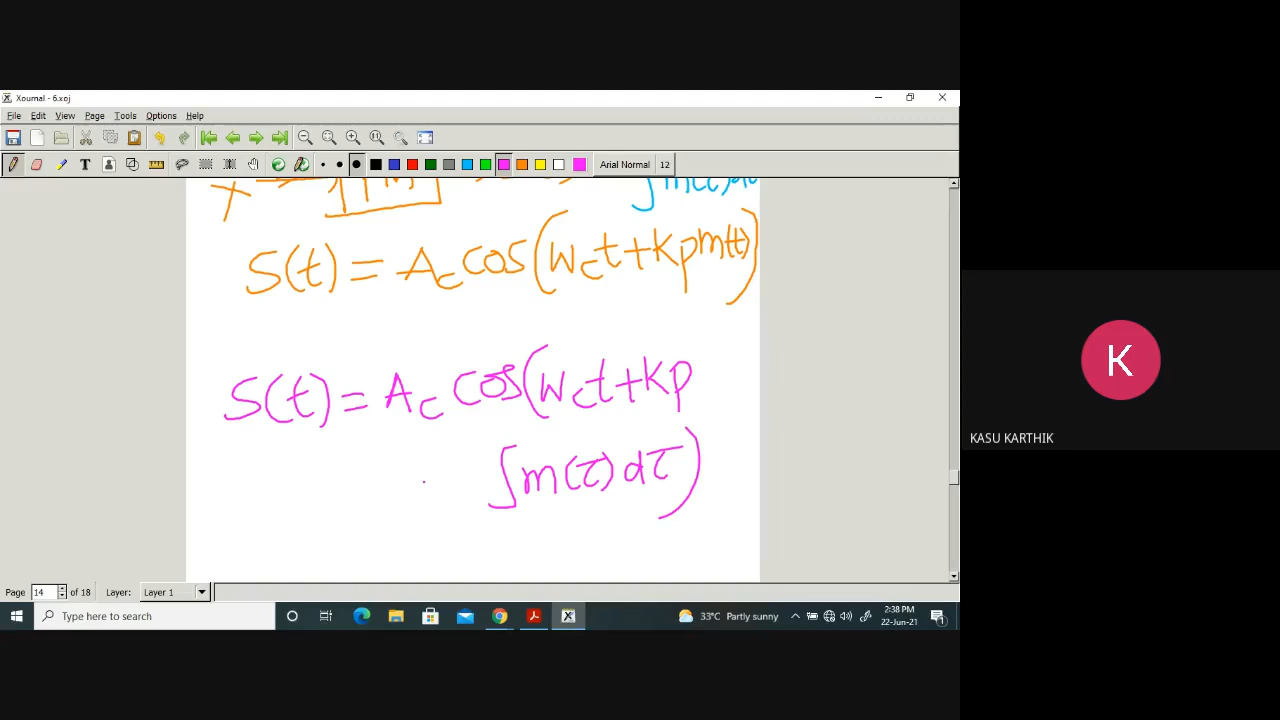 Xournal - 6.xoj
File Edit View Page Tools Options Help
Arial Normal 12
S(t) = Ac cos(Wct+Kpm(t))
S(t) = Ac cos(Wct+Kp
∫m(τ)dτ)
K
KASU KARTHIK
Page 14 of 18 Layer: Layer 1
Type here to search
33°C Partly sunny
2:38 PM
22-Jun-21